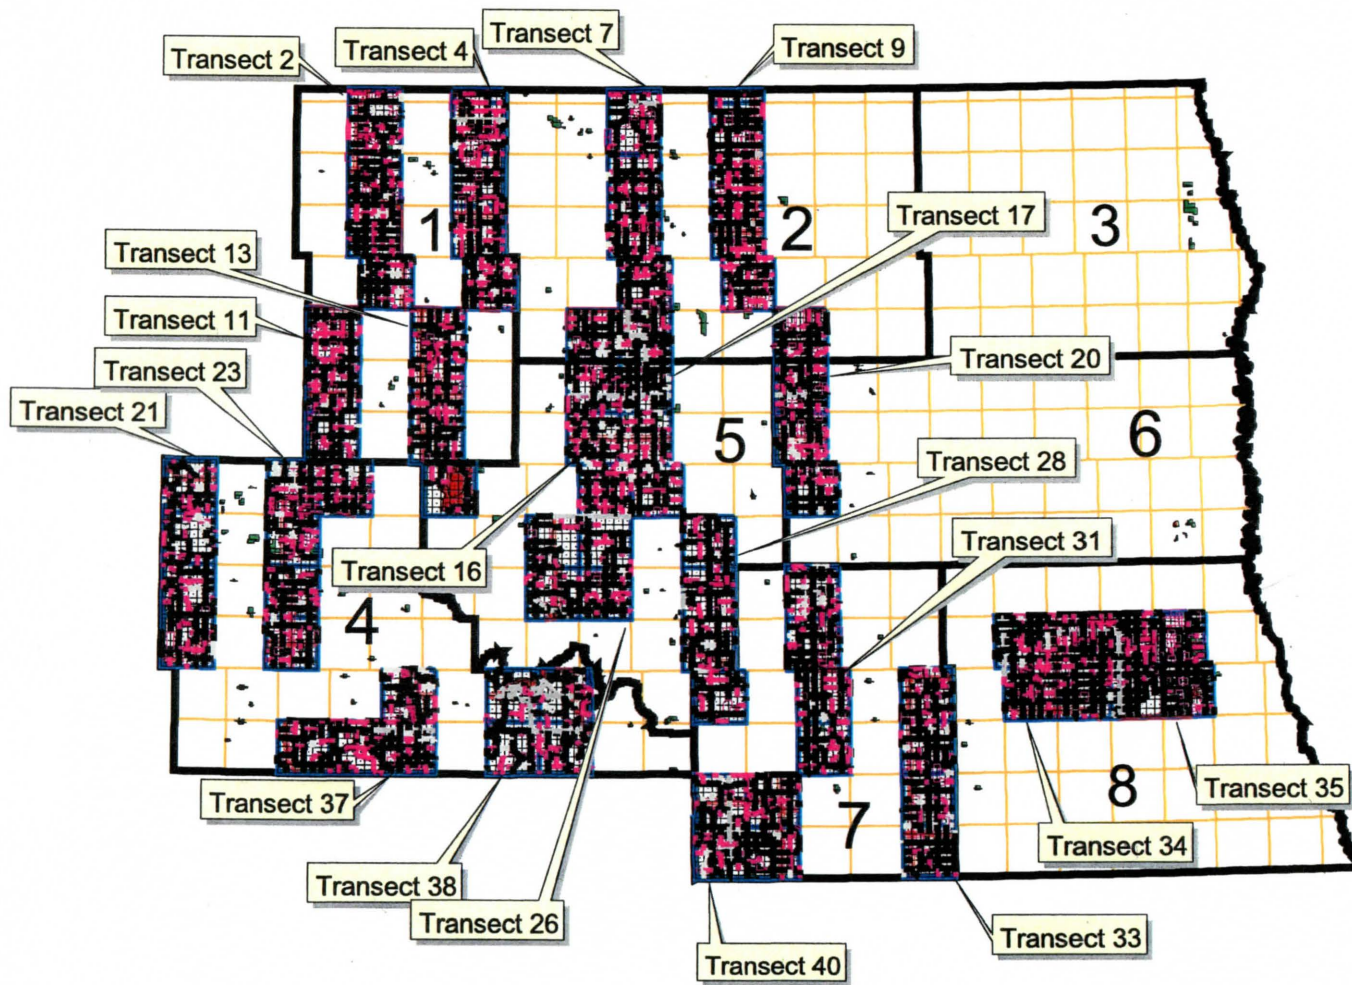 Transect 7
Transect 9
Transect 4
Transect 2
Transect 17
1
2
3
Transect 13
Transect 11
Transect 20
Transect 23
Transect 21
5
6
Transect 28
Transect 31
Transect 16
4
Transect 37
7
8
Transect 35
Transect 34
Transect 38
Transect 26
Transect 33
Transect 40